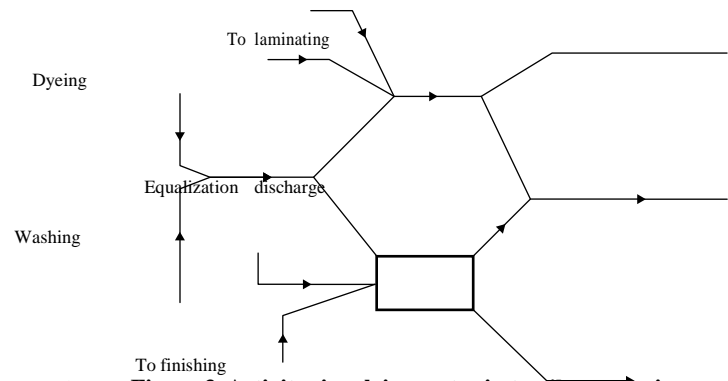 To laminating
Dyeing
Equalization discharge
Washing
To finishing